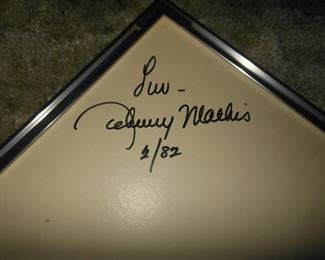 Luv -
Johnny Mathis
2/82